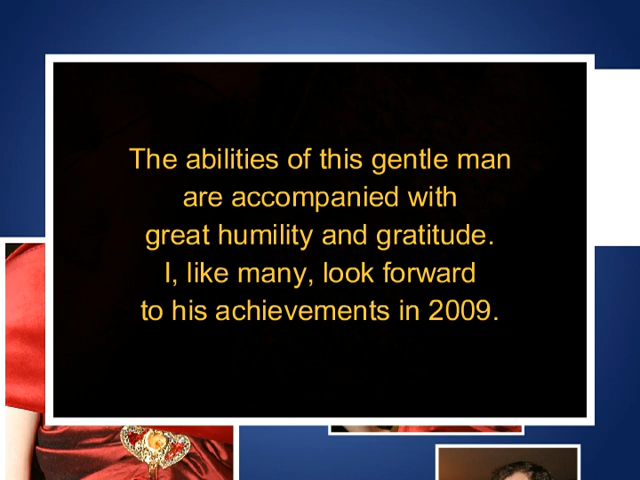 The abilities of this gentle man
are accompanied with
great humility and gratitude.
I, like many, look forward
to his achievements in 2009.